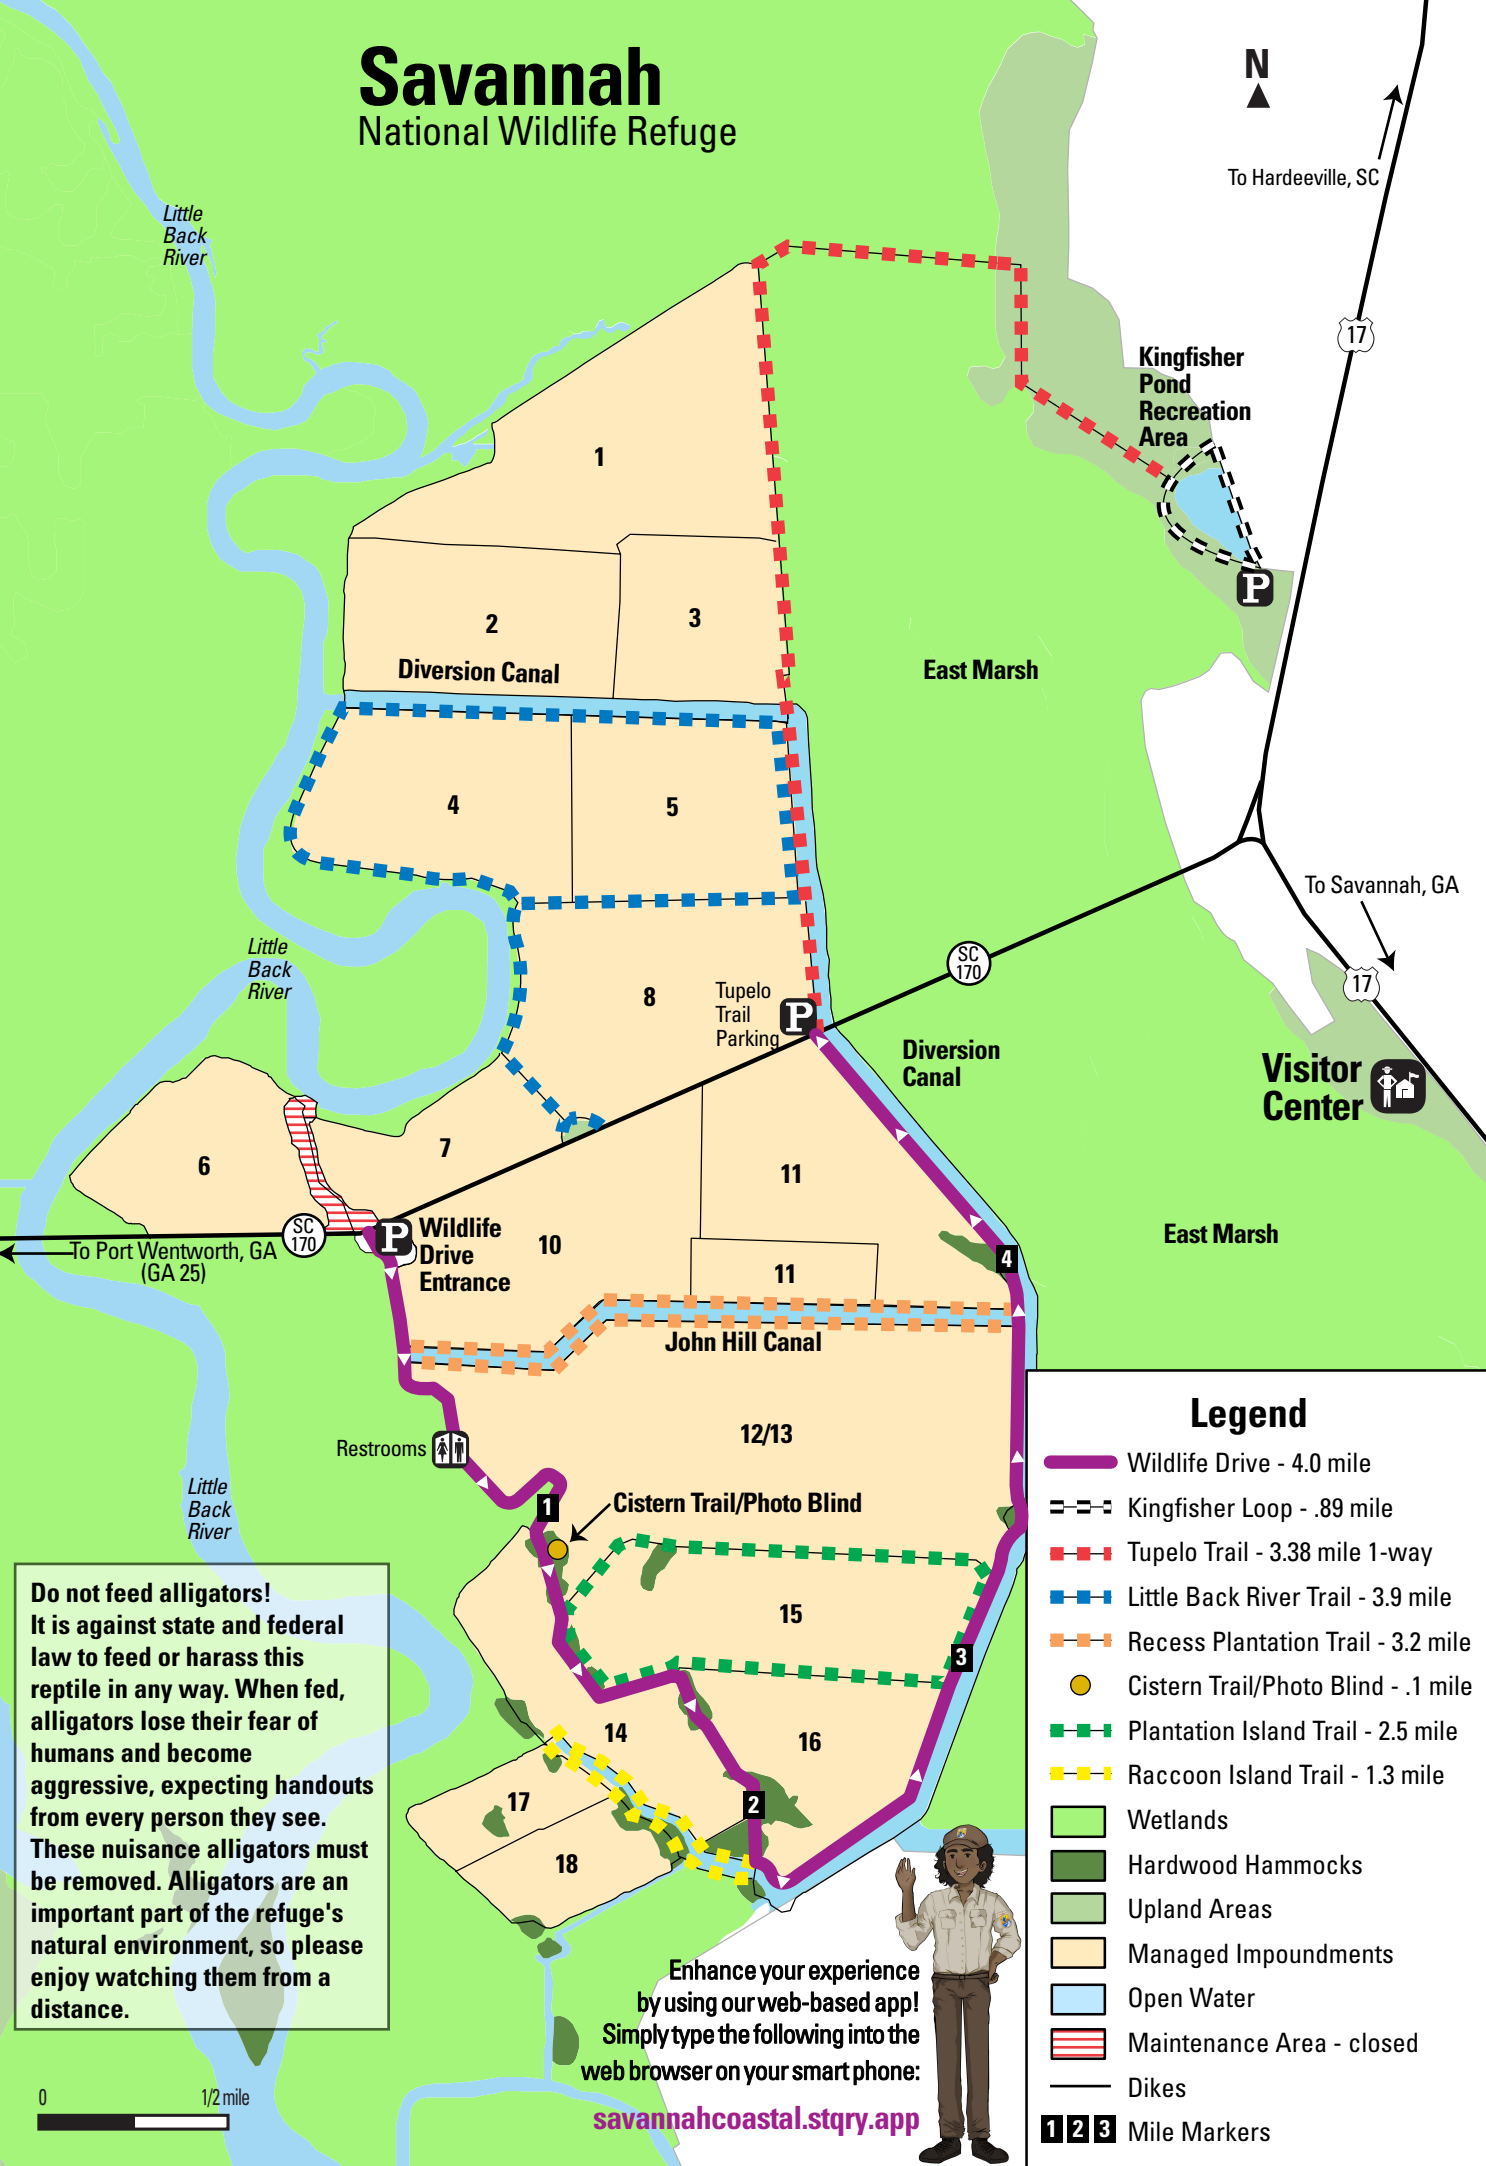 Savannah
National Wildlife Refuge
N
To Hardeeville, SC
Little
Back
River
17
Kingfisher
Pond
Recreation
Area
1
P
2
3
Diversion Canal
East Marsh
4
5
To Savannah, GA
Little
Back
River
SC
170
17
8
Tupelo
Trail
Parking
P
Diversion
Canal
Visitor
Center
6
7
11
SC
170
P
Wildlife
Drive
Entrance
To Port Wentworth, GA
(GA 25)
10
11
4
East Marsh
John Hill Canal
12/13
Restrooms
Little
Back
River
1
Cistern Trail/Photo Blind
15
3
14
16
17
2
18
Do not feed alligators!
It is against state and federal
law to feed or harass this
reptile in any way. When fed,
alligators lose their fear of
humans and become
aggressive, expecting handouts
from every person they see.
These nuisance alligators must
be removed. Alligators are an
important part of the refuge's
natural environment, so please
enjoy watching them from a
distance.
0 1/2 mile
Enhance your experience
by using our web-based app!
Simply type the following into the
web browser on your smart phone:
savannahcoastal.stqry.app
Legend
Wildlife Drive - 4.0 mile
Kingfisher Loop - .89 mile
Tupelo Trail - 3.38 mile 1-way
Little Back River Trail - 3.9 mile
Recess Plantation Trail - 3.2 mile
Cistern Trail/Photo Blind - .1 mile
Plantation Island Trail - 2.5 mile
Raccoon Island Trail - 1.3 mile
Wetlands
Hardwood Hammocks
Upland Areas
Managed Impoundments
Open Water
Maintenance Area - closed
Dikes
1 2 3 Mile Markers